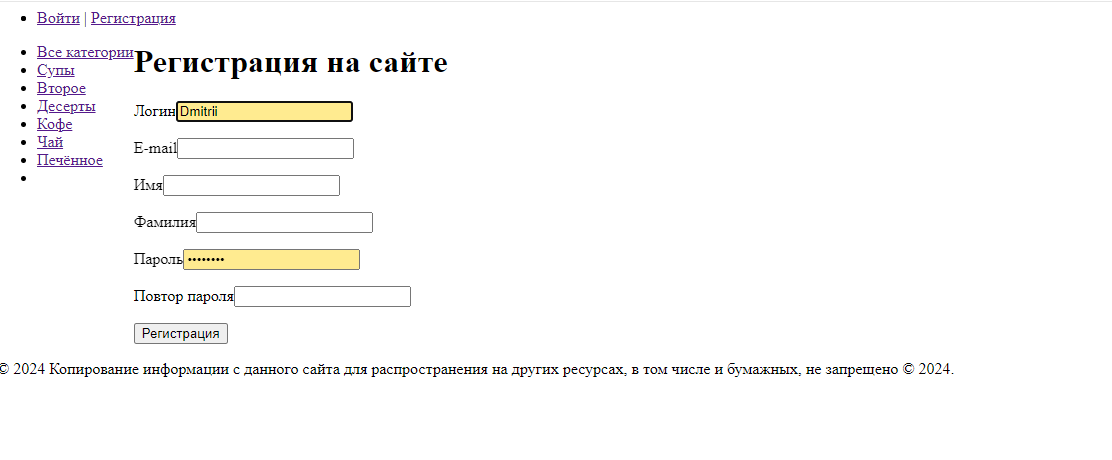 Войти | Регистрация
Все категории
Супы
Второе
Десерты
Кофе
Чай
Печённое
Регистрация на сайте
Логин Dmitrii
E-mail
Имя
Фамилия
Пароль ••••••••
Повтор пароля
Регистрация
© 2024 Копирование информации с данного сайта для распространения на других ресурсах, в том числе и бумажных, не запрещено © 2024.